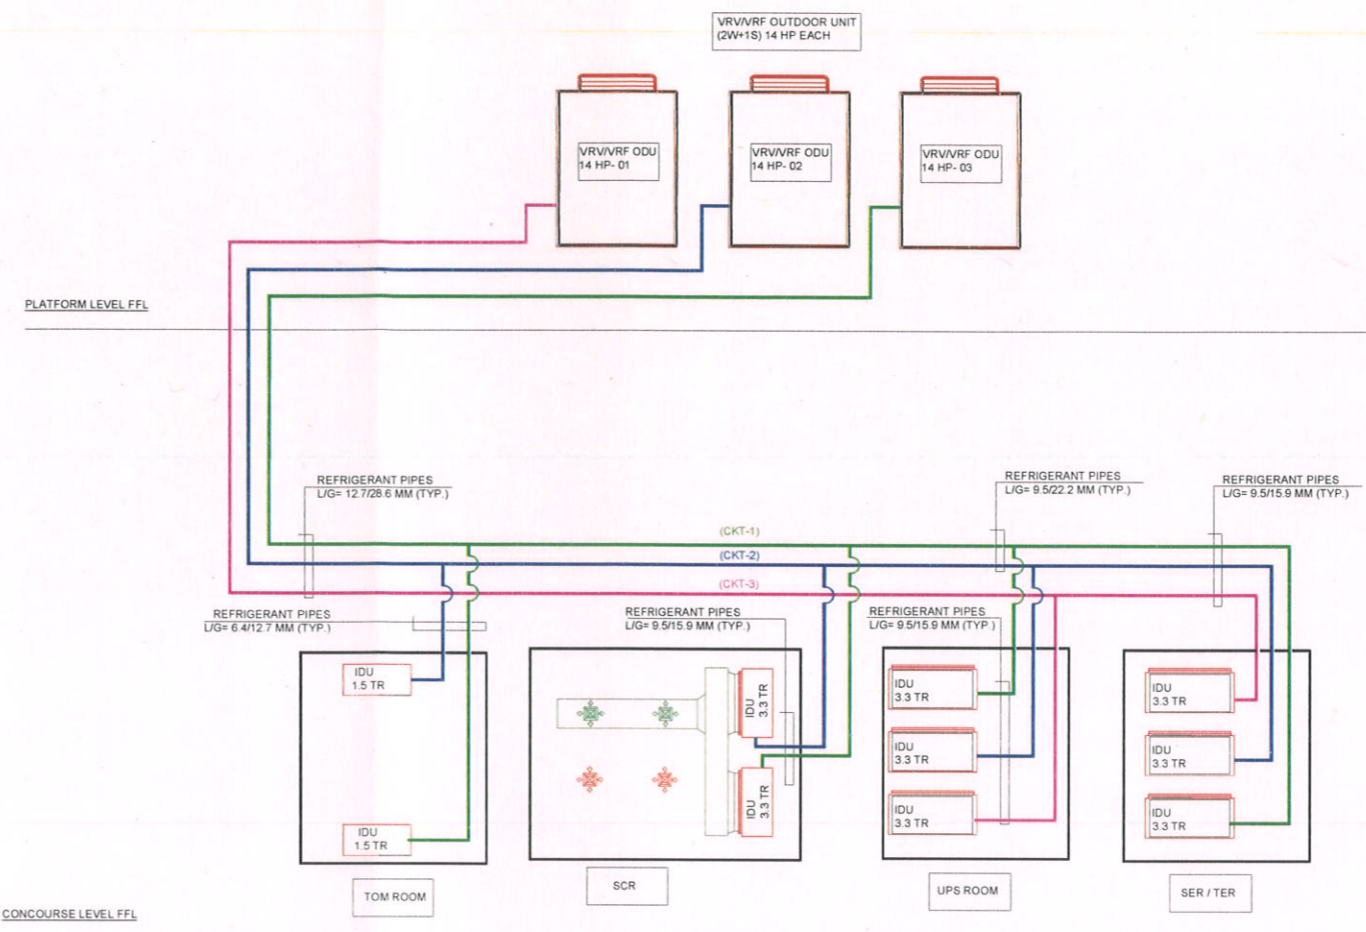 VRV/VRF OUTDOOR UNIT
(2W+1S) 14 HP EACH
VRV/VRF ODU
14 HP- 01
VRV/VRF ODU
14 HP- 02
VRV/VRF ODU
14 HP- 03
PLATFORM LEVEL FFL
REFRIGERANT PIPES
L/G= 12.7/28.6 MM (TYP.)
REFRIGERANT PIPES
L/G= 9.5/22.2 MM (TYP.)
REFRIGERANT PIPES
L/G= 9.5/15.9 MM (TYP.)
(CKT-1)
(CKT-2)
(CKT-3)
REFRIGERANT PIPES
L/G= 6.4/12.7 MM (TYP.)
REFRIGERANT PIPES
L/G= 9.5/15.9 MM (TYP.)
REFRIGERANT PIPES
L/G= 9.5/15.9 MM (TYP.)
IDU
1.5 TR
IDU
1.5 TR
IDU
3.3 TR
IDU
3.3 TR
IDU
3.3 TR
IDU
3.3 TR
IDU
3.3 TR
IDU
3.3 TR
IDU
3.3 TR
IDU
3.3 TR
TOM ROOM
SCR
UPS ROOM
SER / TER
CONCOURSE LEVEL FFL